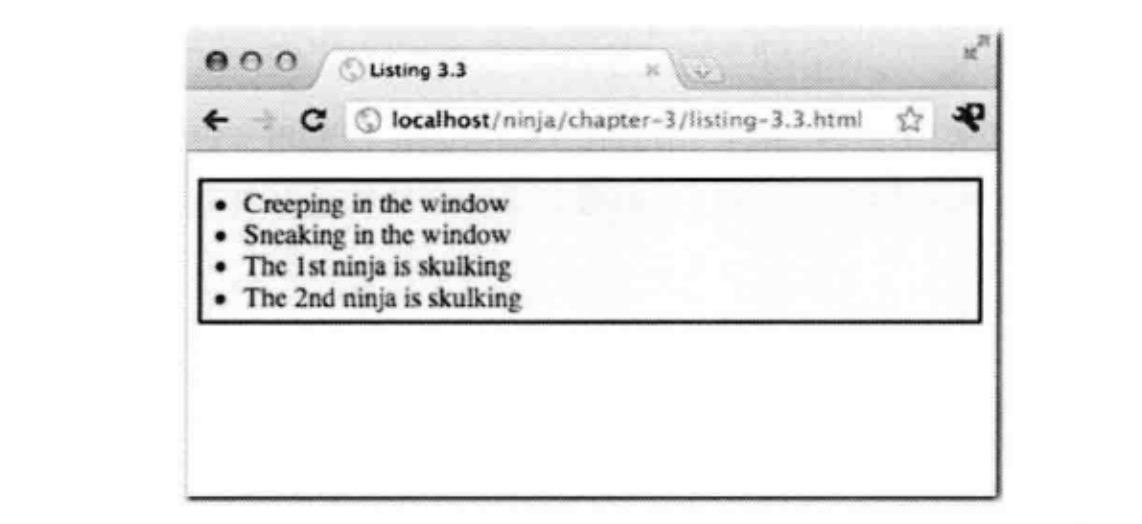 Listing 3.3
localhost/ninja/chapter-3/listing-3.3.html
• Creeping in the window
• Sneaking in the window
• The 1st ninja is skulking
• The 2nd ninja is skulking